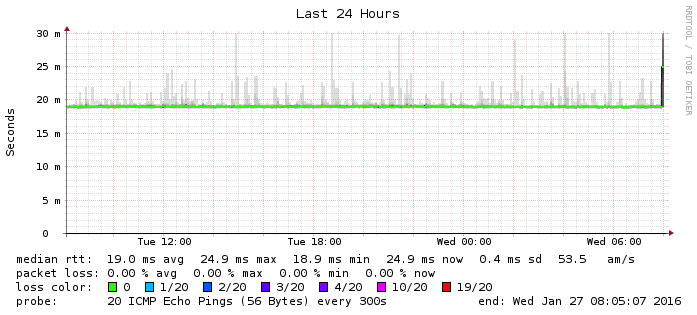 Last 24 Hours
RRDTOOL / TOBI OETIKER
Seconds
30 m
25 m
20 m
15 m
10 m
5 m
0
Tue 12:00 Tue 18:00 Wed 00:00 Wed 06:00
median rtt: 19.0 ms avg 24.9 ms max 18.9 ms min 24.9 ms now 0.4 ms sd 53.5 am/s
packet loss: 0.00 % avg 0.00 % max 0.00 % min 0.00 % now
loss color: 0 1/20 2/20 3/20 4/20 10/20 19/20
probe: 20 ICMP Echo Pings (56 Bytes) every 300s end: Wed Jan 27 08:05:07 2016